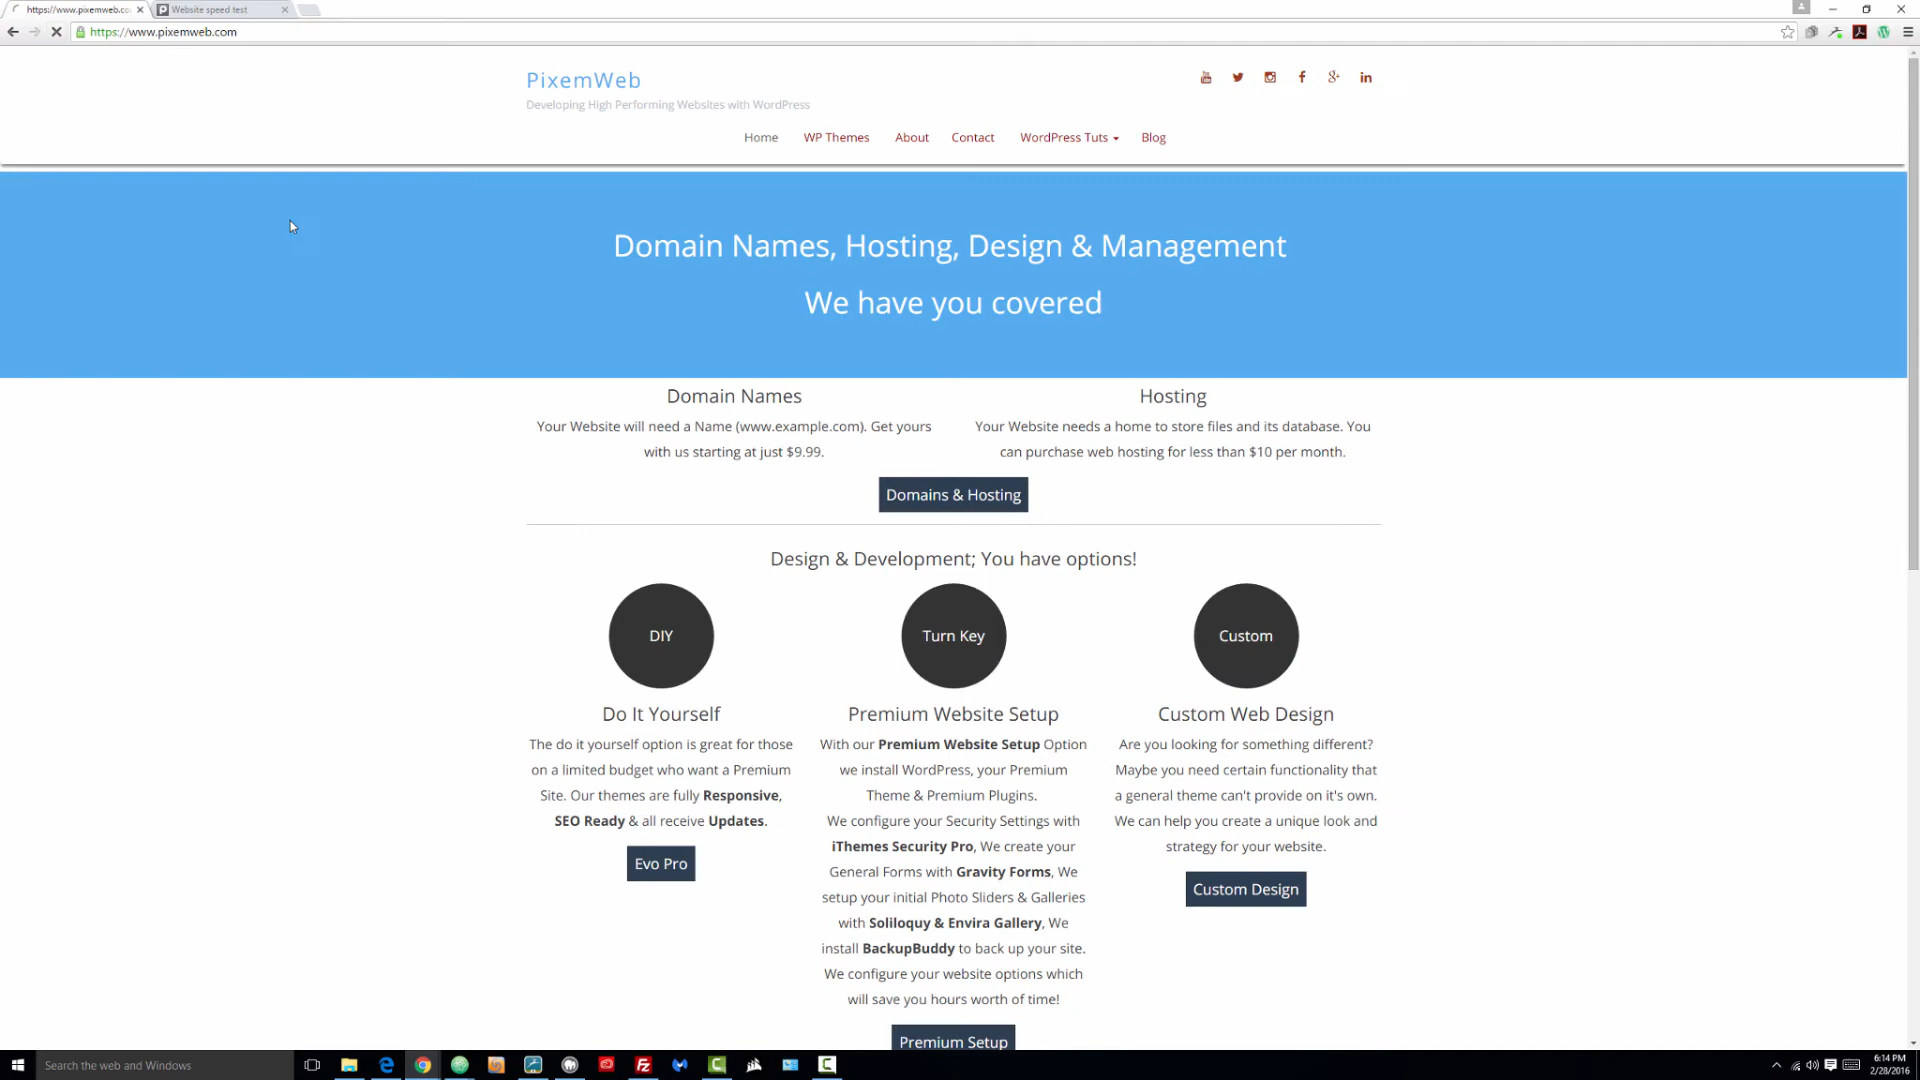 https://www.pixemweb.co
Website speed test
https://www.pixemweb.com
PixemWeb
Developing High Performing Websites with WordPress
Home
WP Themes
About
Contact
WordPress Tuts
Blog
Domain Names, Hosting, Design & Management
We have you covered
Domain Names
Your Website will need a Name (www.example.com). Get yours
with us starting at just $9.99.
Hosting
Your Website needs a home to store files and its database. You
can purchase web hosting for less than $10 per month.
Domains & Hosting
Design & Development; You have options!
DIY
Do It Yourself
The do it yourself option is great for those
on a limited budget who want a Premium
Site. Our themes are fully Responsive,
SEO Ready & all receive Updates.
Evo Pro
Turn Key
Premium Website Setup
With our Premium Website Setup Option
we install WordPress, your Premium
Theme & Premium Plugins.
We configure your Security Settings with
iThemes Security Pro, We create your
General Forms with Gravity Forms, We
setup your initial Photo Sliders & Galleries
with Soliloquy & Envira Gallery, We
install BackupBuddy to back up your site.
We configure your website options which
will save you hours worth of time!
Premium Setup
Custom
Custom Web Design
Are you looking for something different?
Maybe you need certain functionality that
a general theme can't provide on it's own.
We can help you create a unique look and
strategy for your website.
Custom Design
Search the web and Windows
6:14 PM
2/28/2016